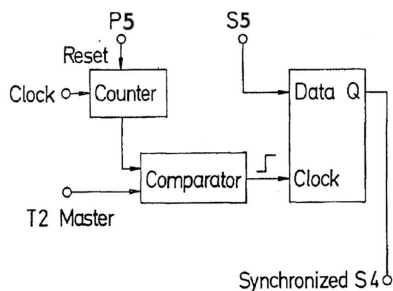 P5
S5
Reset
Clock
Counter
Data Q
Comparator
Clock
T2 Master
Synchronized S4